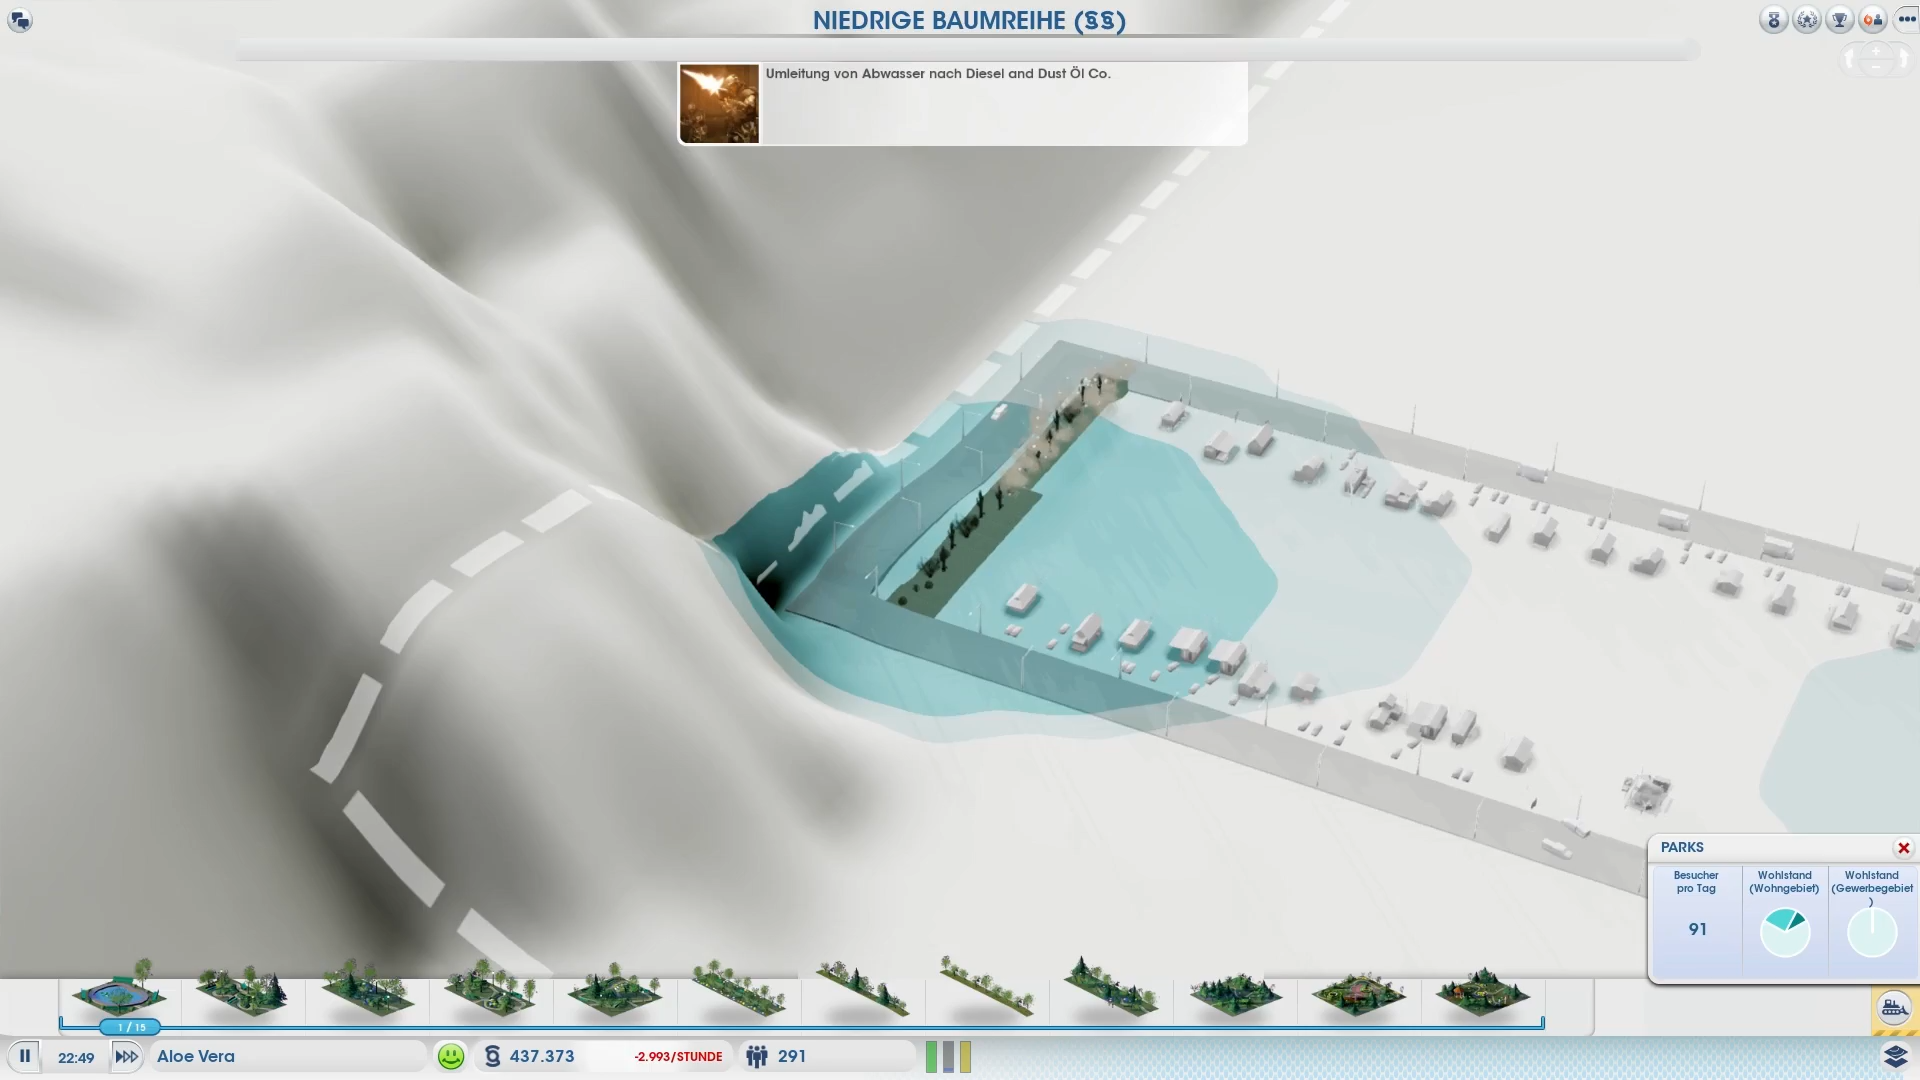 NIEDRIGE BAUMREIHE (§§)
Umleitung von Abwasser nach Diesel and Dust Öl Co.
PARKS
Besucher
pro Tag
91
Wohlstand
(Wohngebiet)
Wohlstand
(Gewerbegebiet
)
1 / 15
22:49
Aloe Vera
437.373
-2.993/STUNDE
291